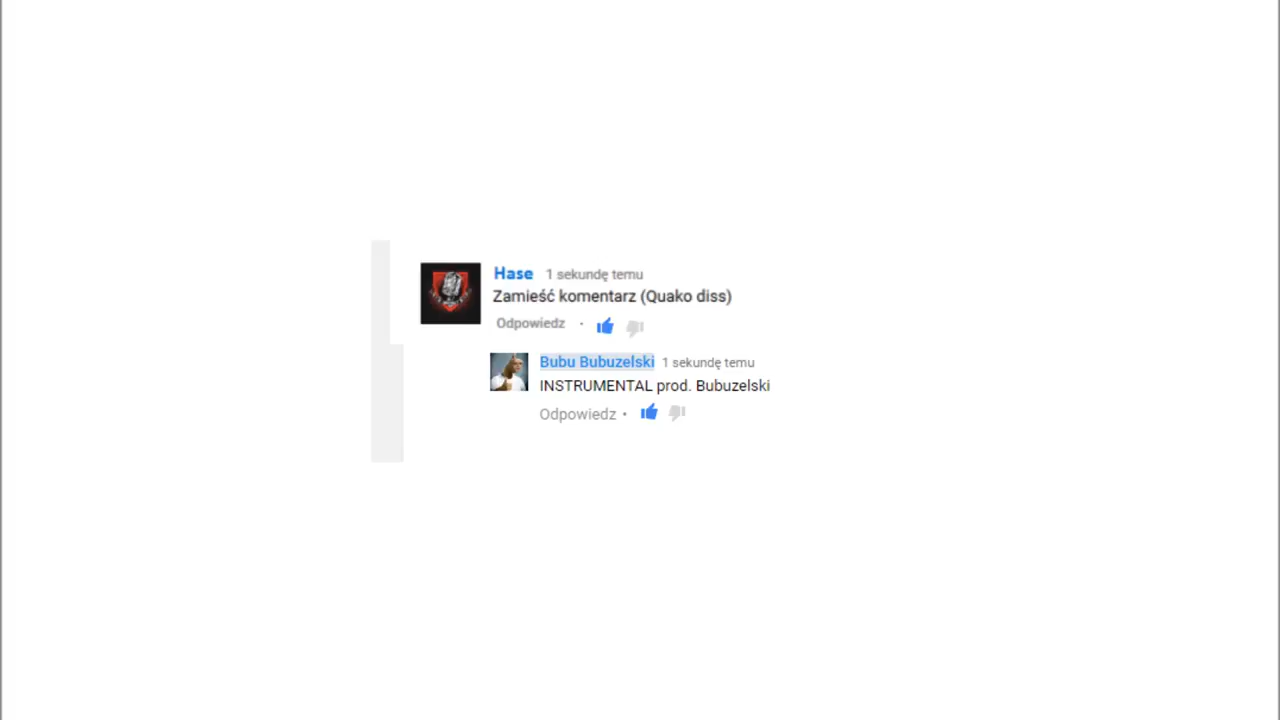 Hase 1 sekundę temu
Zamieść komentarz (Quako diss)
Odpowiedz ·
Bubu Bubuzelski 1 sekundę temu
INSTRUMENTAL prod. Bubuzelski
Odpowiedz ·